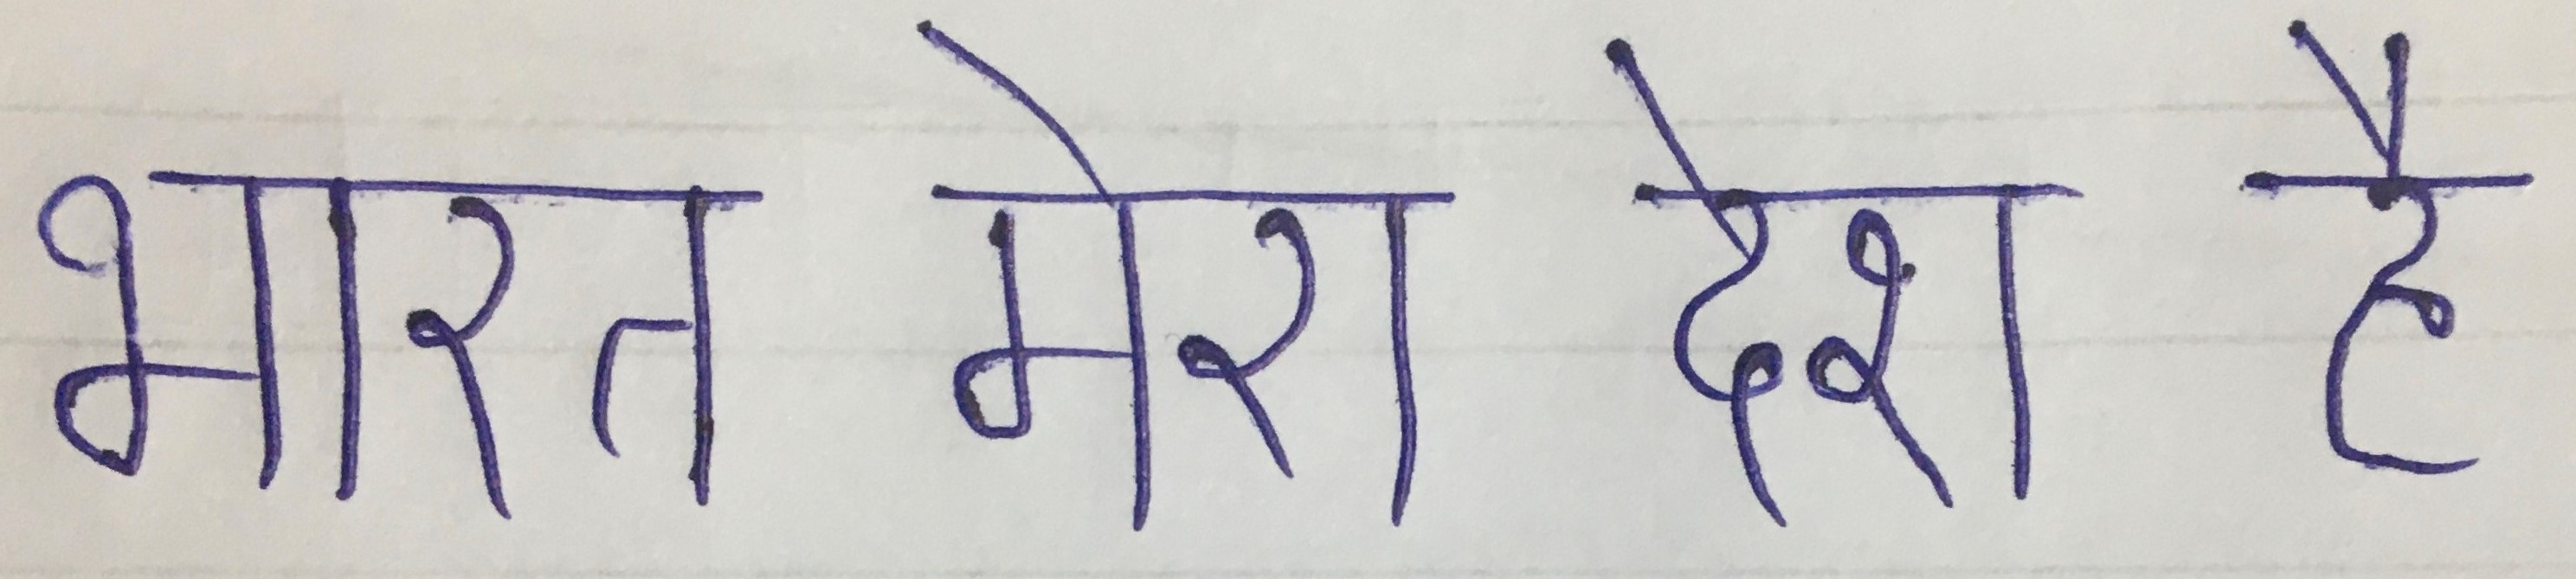 भारत मेरा देश है